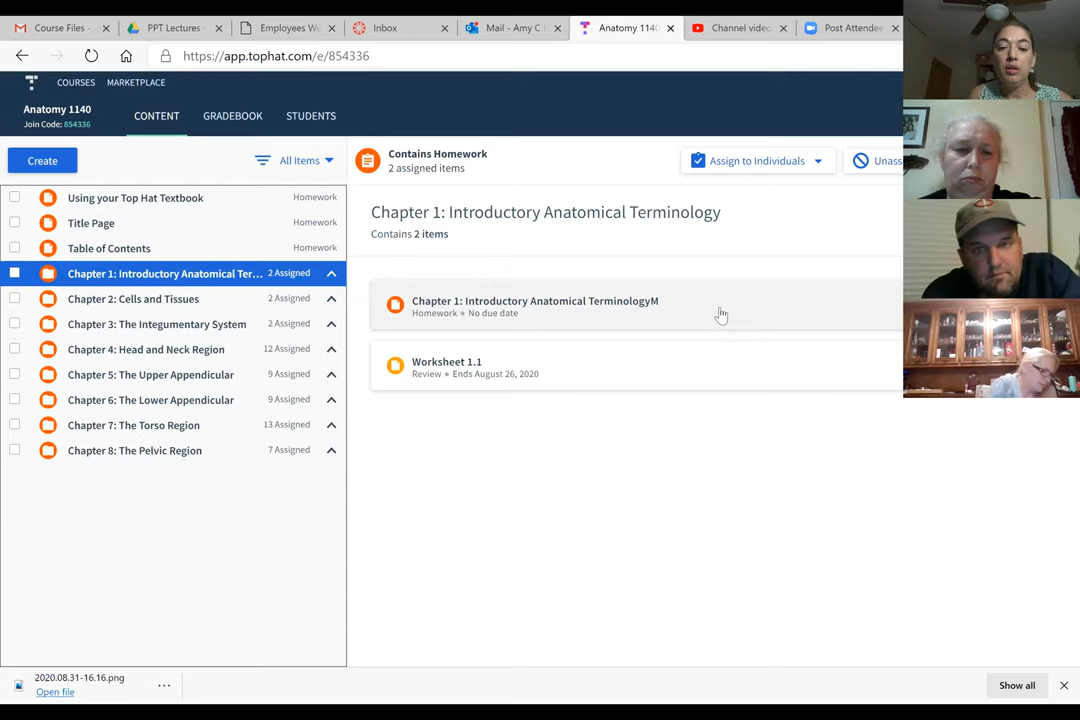 Course Files -
PPT Lectures -
Employees We
Inbox
Mail - Amy C
Anatomy 1140
Channel video
Post Attende
https://app.tophat.com/e/854336
COURSES
MARKETPLACE
Anatomy 1140
Join Code: 854336
CONTENT
GRADEBOOK
STUDENTS
Create
All Items
Contains Homework
2 assigned items
Assign to Individuals
Unass
Using your Top Hat Textbook Homework
Title Page Homework
Table of Contents Homework
Chapter 1: Introductory Anatomical Ter... 2 Assigned
Chapter 2: Cells and Tissues 2 Assigned
Chapter 3: The Integumentary System 2 Assigned
Chapter 4: Head and Neck Region 12 Assigned
Chapter 5: The Upper Appendicular 9 Assigned
Chapter 6: The Lower Appendicular 9 Assigned
Chapter 7: The Torso Region 13 Assigned
Chapter 8: The Pelvic Region 7 Assigned
Chapter 1: Introductory Anatomical Terminology
Contains 2 items
Chapter 1: Introductory Anatomical TerminologyM
Homework • No due date
Worksheet 1.1
Review • Ends August 26, 2020
2020.08.31-16.16.png
Open file
Show all